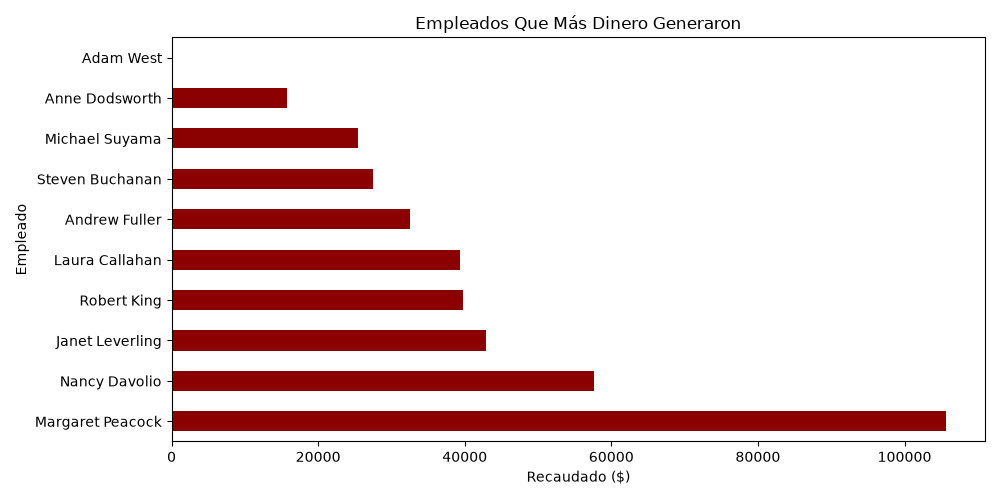 Empleados Que Más Dinero Generaron
Empleado
Adam West
Anne Dodsworth
Michael Suyama
Steven Buchanan
Andrew Fuller
Laura Callahan
Robert King
Janet Leverling
Nancy Davolio
Margaret Peacock
0 20000 40000 60000 80000 100000
Recaudado ($)